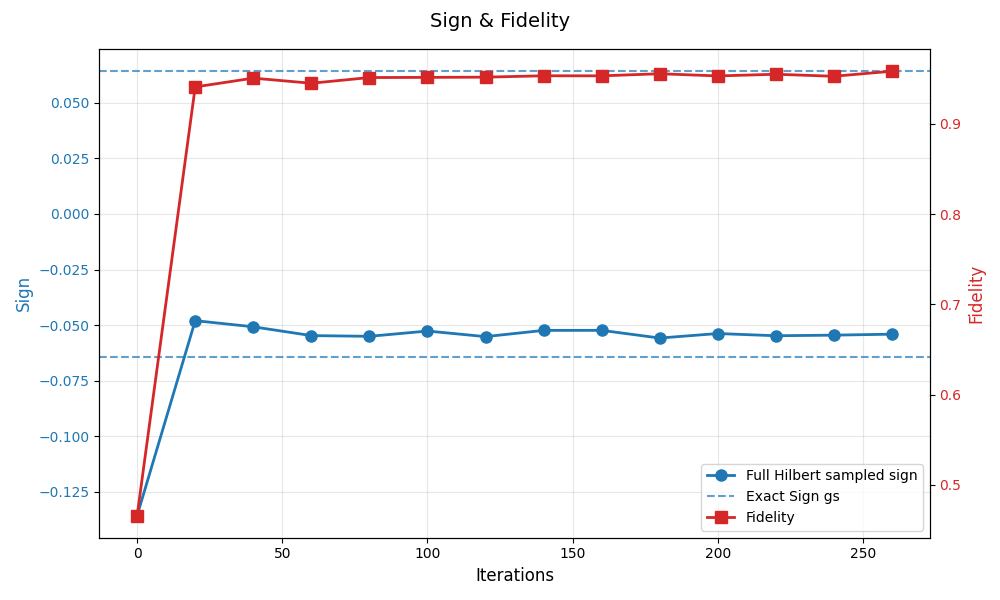 Sign & Fidelity
0.050
0.025
0.000
−0.025
−0.050
−0.075
−0.100
−0.125
Sign
0.9
0.8
0.7
0.6
0.5
Fidelity
Full Hilbert sampled sign
Exact Sign gs
Fidelity
0 50 100 150 200 250
Iterations